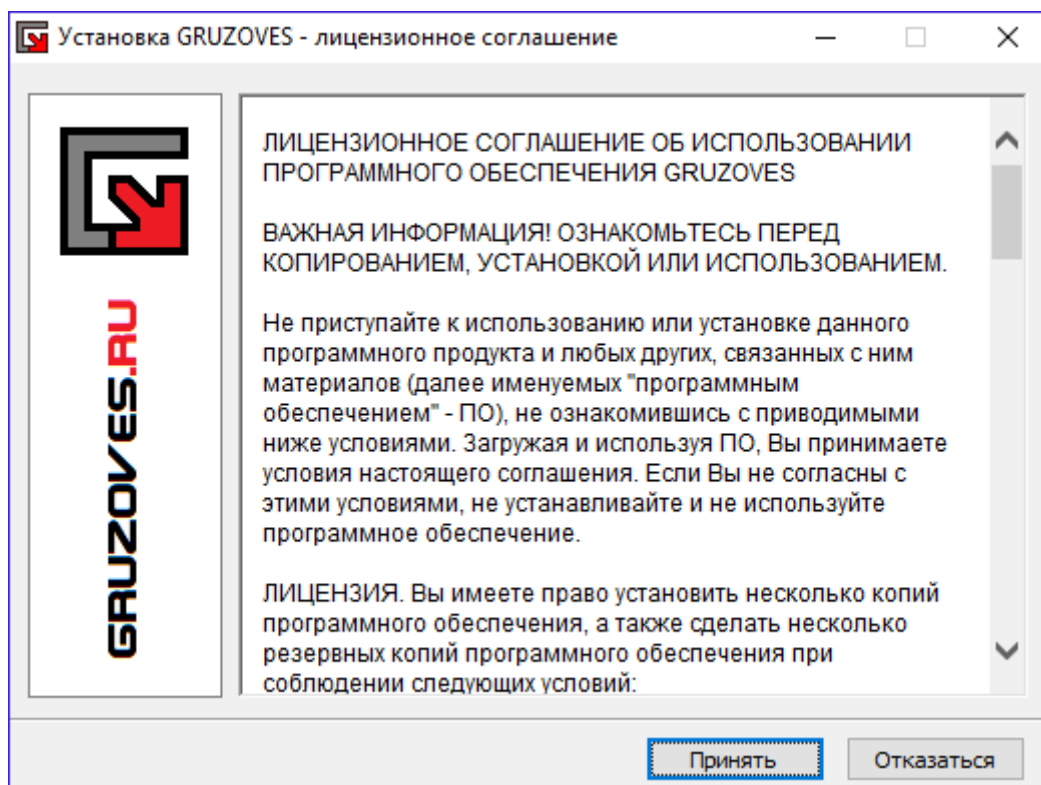 Установка GRUZOVES - лицензионное соглашение
GRUZOVES.RU
ЛИЦЕНЗИОННОЕ СОГЛАШЕНИЕ ОБ ИСПОЛЬЗОВАНИИ
ПРОГРАММНОГО ОБЕСПЕЧЕНИЯ GRUZOVES
ВАЖНАЯ ИНФОРМАЦИЯ! ОЗНАКОМЬТЕСЬ ПЕРЕД
КОПИРОВАНИЕМ, УСТАНОВКОЙ ИЛИ ИСПОЛЬЗОВАНИЕМ.
Не приступайте к использованию или установке данного
программного продукта и любых других, связанных с ним
материалов (далее именуемых "программным
обеспечением" - ПО), не ознакомившись с приводимыми
ниже условиями. Загружая и используя ПО, Вы принимаете
условия настоящего соглашения. Если Вы не согласны с
этими условиями, не устанавливайте и не используйте
программное обеспечение.
ЛИЦЕНЗИЯ. Вы имеете право установить несколько копий
программного обеспечения, а также сделать несколько
резервных копий программного обеспечения при
соблюдении следующих условий:
Принять
Отказаться